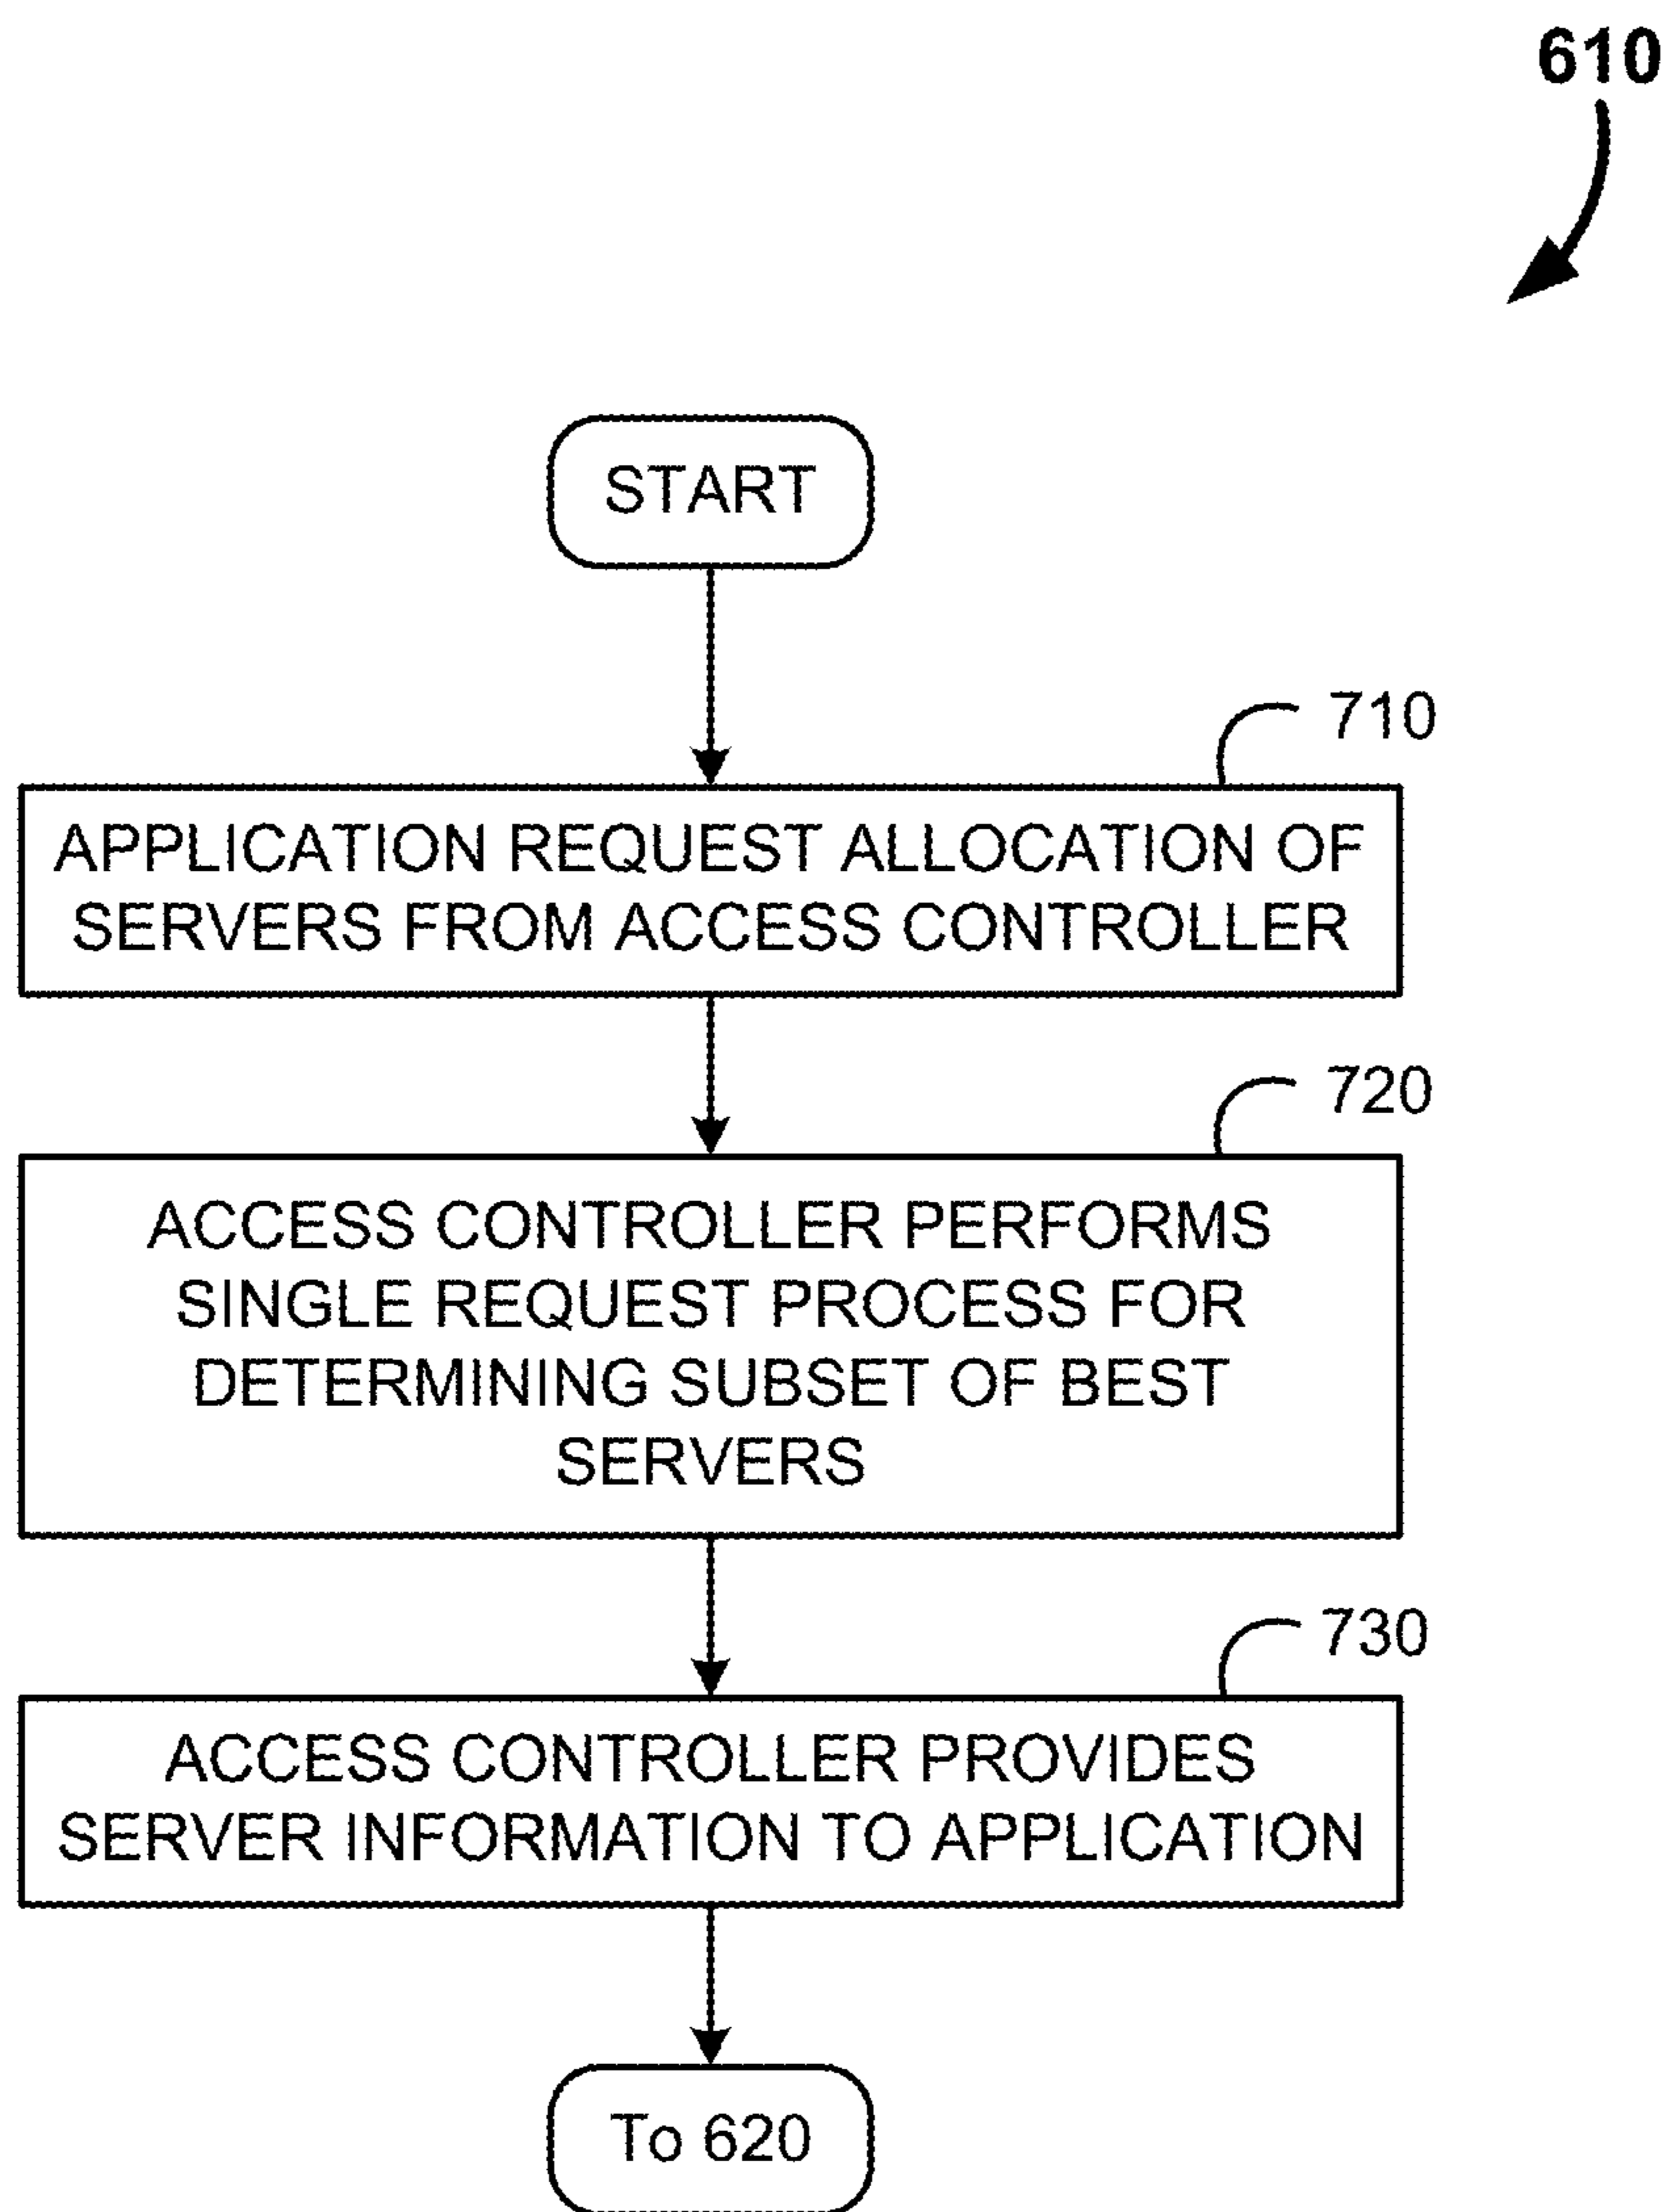 610
START
710
APPLICATION REQUEST ALLOCATION OF
SERVERS FROM ACCESS CONTROLLER
720
ACCESS CONTROLLER PERFORMS
SINGLE REQUEST PROCESS FOR
DETERMINING SUBSET OF BEST
SERVERS
730
ACCESS CONTROLLER PROVIDES
SERVER INFORMATION TO APPLICATION
To 620